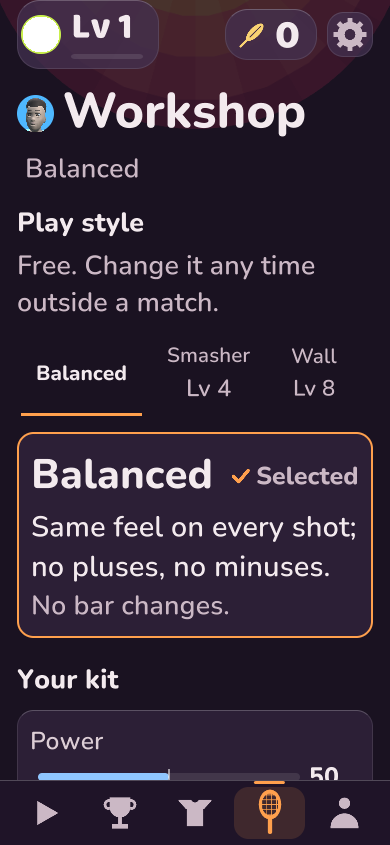 Lv 1
0
Workshop
Balanced
Play style
Free. Change it any time
outside a match.
Balanced
Smasher
Lv 4
Wall
Lv 8
Balanced
Selected
Same feel on every shot;
no pluses, no minuses.
No bar changes.
Your kit
Power
50